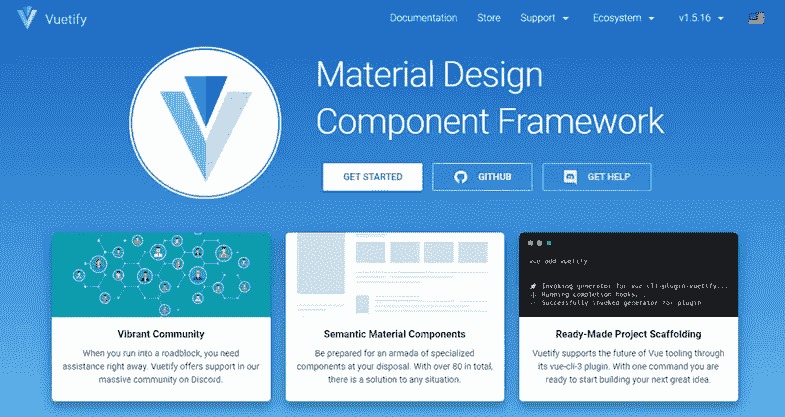 Vuetify
Documentation Store Support Ecosystem v1.5.16
Material Design
Component Framework
GET STARTED GITHUB GET HELP
vue add vuetify
Invoking generator for vue-cli-plugin-vuetify...
Running completion hooks...
Successfully invoked generator for plugin
Vibrant Community
When you run into a roadblock, you need
assistance right away. Vuetify offers support in our
massive community on Discord.
Semantic Material Components
Be prepared for an armada of specialized
components at your disposal. With over 80 in total,
there is a solution to any situation.
Ready-Made Project Scaffolding
Vuetify supports the future of Vue tooling through
its vue-cli-3 plugin. With one command you are
ready to start building your next great idea.